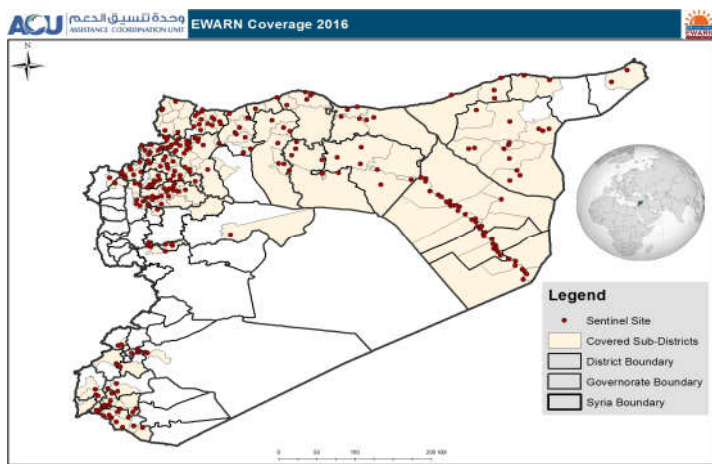 ACU
وحدة تنسيق الدعم
ASSISTANCE COORDINATION UNIT
EWARN Coverage 2016
EWARN
N
Legend
Sentinel Site
Covered Sub-Districts
District Boundary
Governorate Boundary
Syria Boundary
0 50 100 200 KM